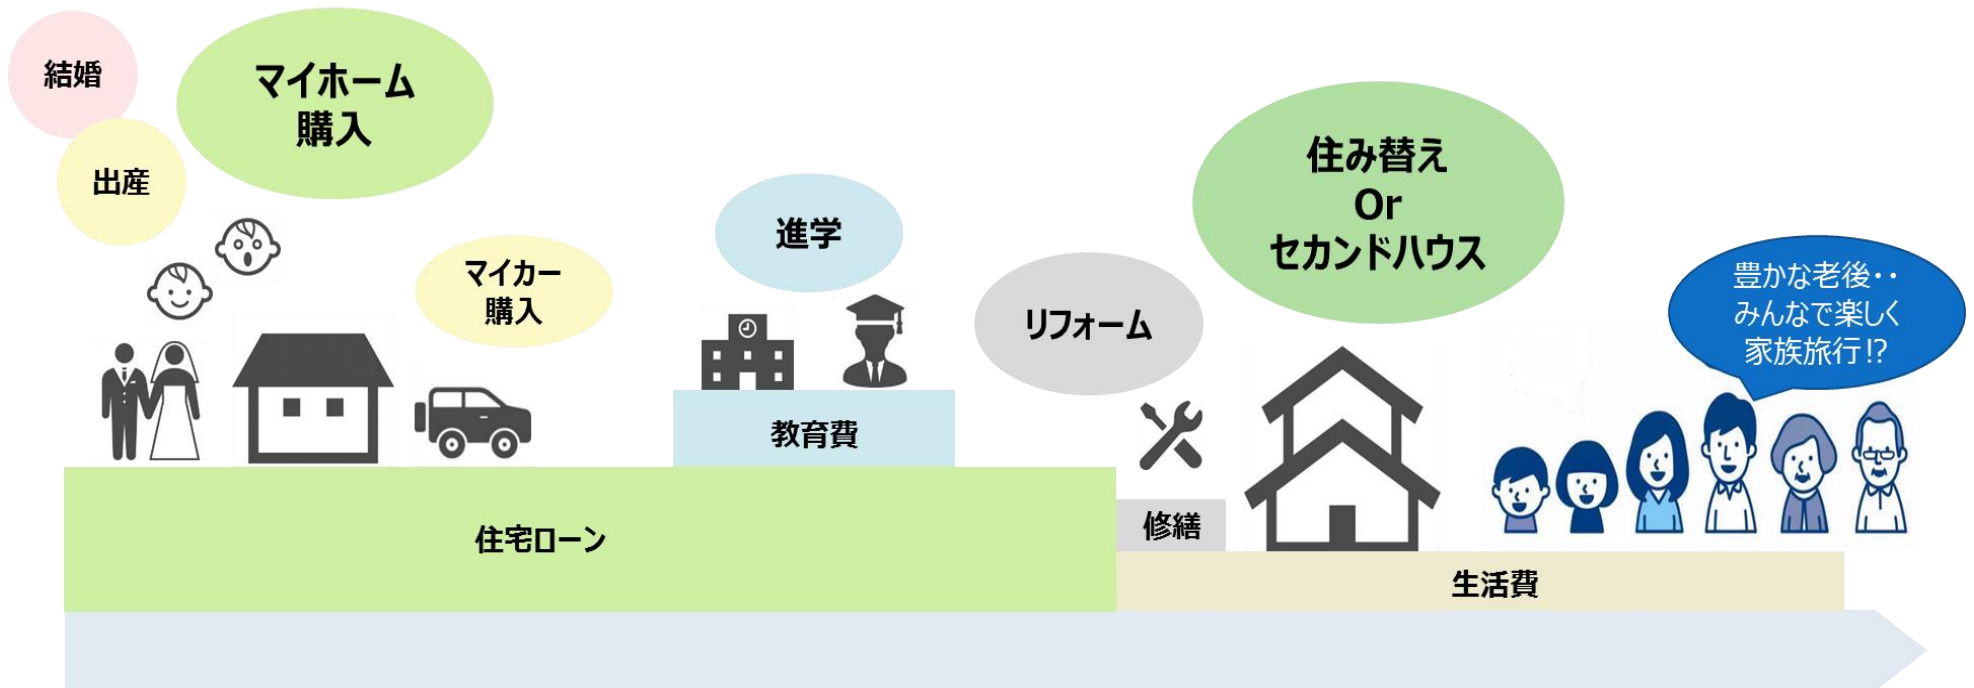 結婚
出産
マイホーム
購入
マイカー
購入
進学
教育費
住宅ローン
リフォーム
修繕
住み替え
Or
セカンドハウス
豊かな老後・・
みんなで楽しく
家族旅行!?
生活費